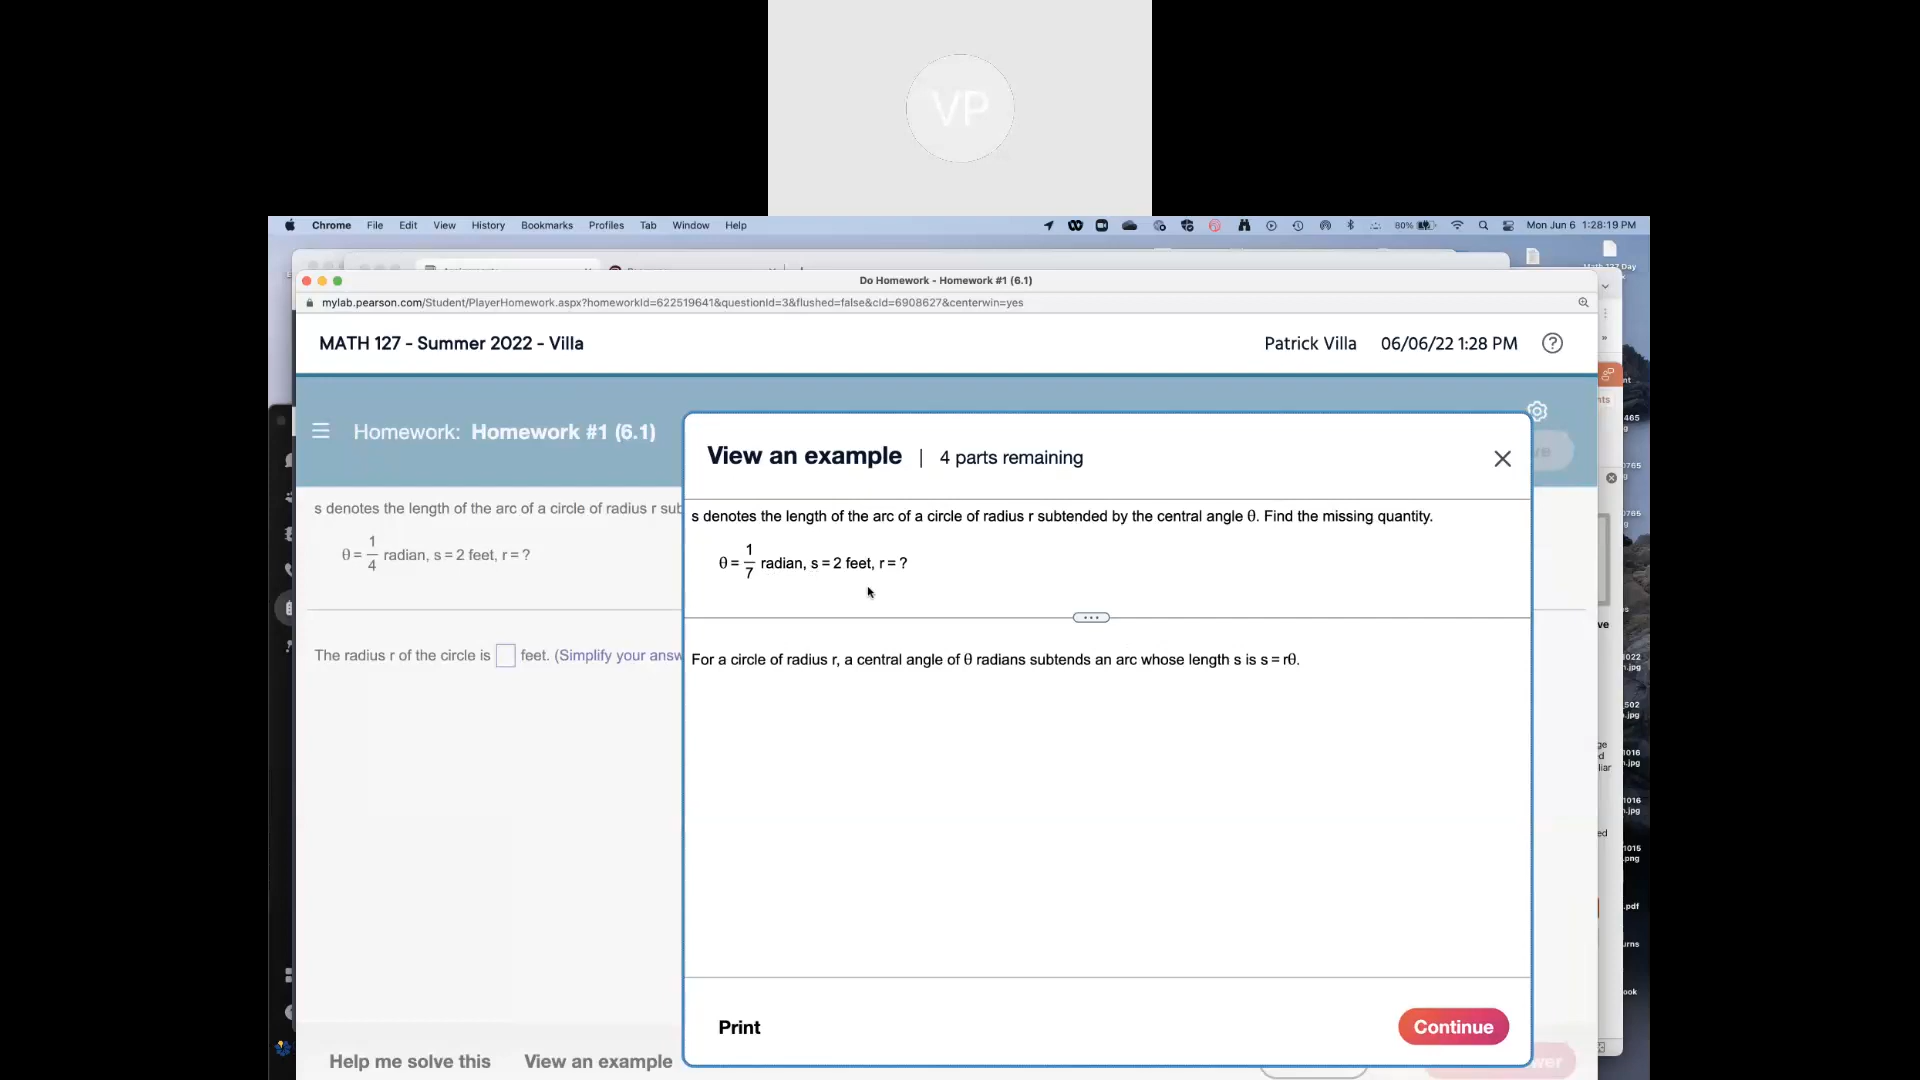 VP
Chrome File Edit View History Bookmarks Profiles Tab Window Help 80% Mon Jun 6 1:28:19 PM
Do Homework - Homework #1 (6.1)
mylab.pearson.com/Student/PlayerHomework.aspx?homeworkId=622519641&questionId=3&flushed=false&cid=6908627&centerwin=yes
MATH 127 - Summer 2022 - Villa Patrick Villa 06/06/22 1:28 PM ?
Homework: Homework #1 (6.1)
s denotes the length of the arc of a circle of radius r sub
θ = 1/4 radian, s = 2 feet, r = ?
The radius r of the circle is feet. (Simplify your answ
View an example | 4 parts remaining
s denotes the length of the arc of a circle of radius r subtended by the central angle θ. Find the missing quantity.
θ = 1/7 radian, s = 2 feet, r = ?
For a circle of radius r, a central angle of θ radians subtends an arc whose length s is s = rθ.
Print Continue
Help me solve this View an example